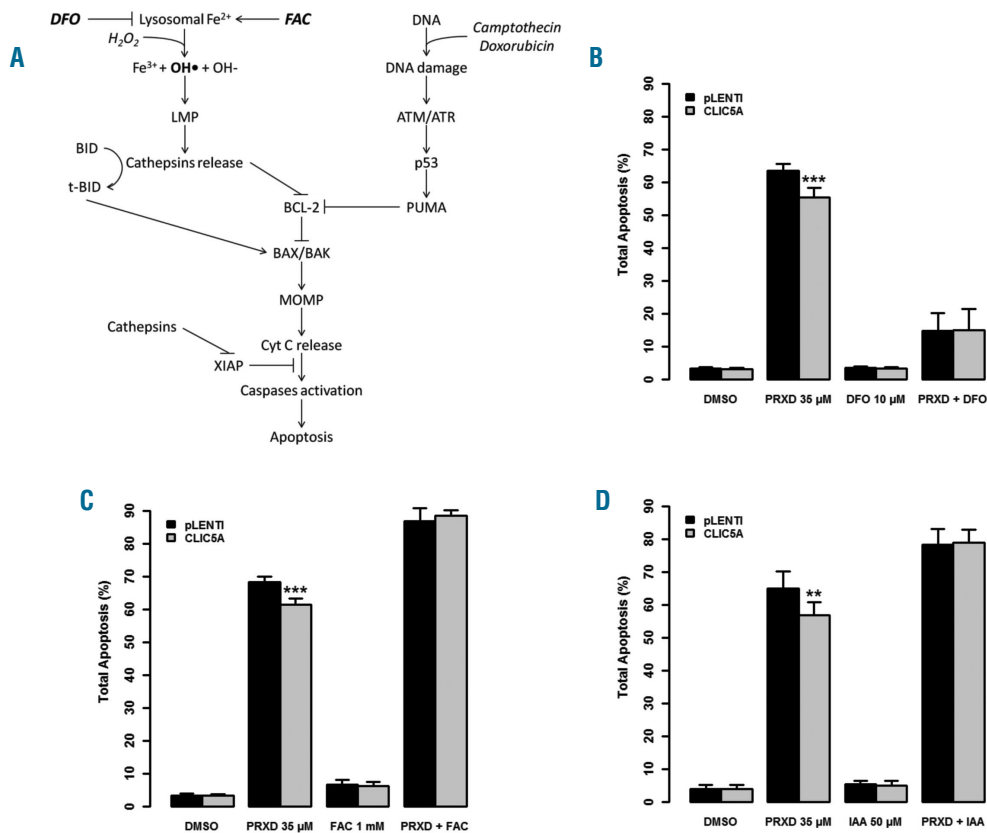 A
DFO
Lysosomal Fe²⁺
FAC
H₂O₂
Fe³⁺ + OH• + OH-
LMP
BID
Cathepsins release
t-BID
BCL-2
BAX/BAK
MOMP
Cathepsins
Cyt C release
XIAP
Caspases activation
Apoptosis
DNA
Camptothecin
Doxorubicin
DNA damage
ATM/ATR
p53
PUMA
B
pLENTI
CLIC5A
Total Apoptosis (%)
90
80
70
60
50
40
30
20
10
0
***
DMSO PRXD 35 µM DFO 10 µM PRXD + DFO
C
pLENTI
CLIC5A
Total Apoptosis (%)
90
80
70
60
50
40
30
20
10
0
***
DMSO PRXD 35 µM FAC 1 mM PRXD + FAC
D
pLENTI
CLIC5A
Total Apoptosis (%)
90
80
70
60
50
40
30
20
10
0
**
DMSO PRXD 35 µM IAA 50 µM PRXD + IAA